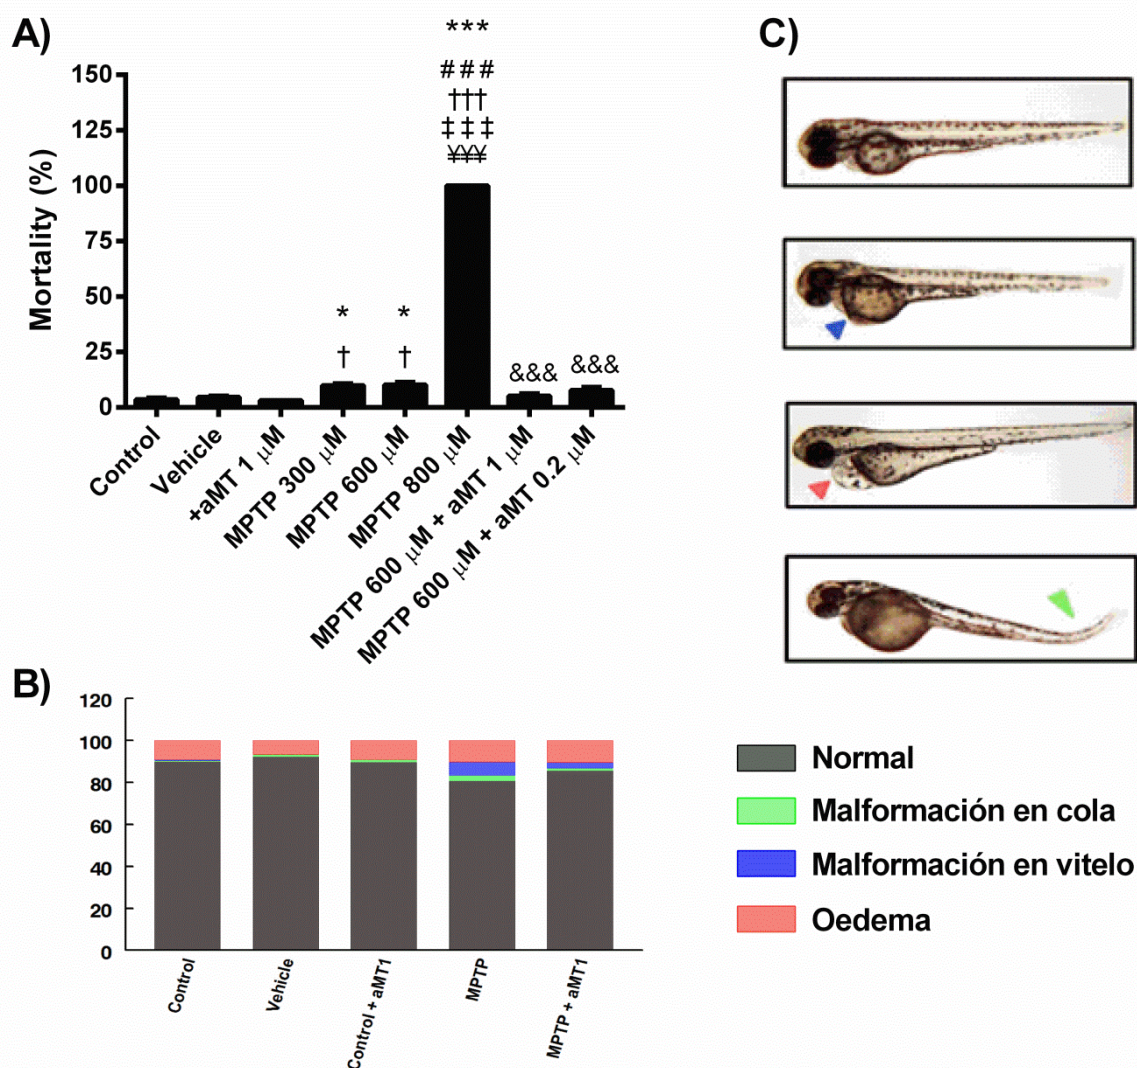 A)
C)
***
###
†††
‡‡‡
¥¥¥
150
125
100
75
50
25
0
Mortality (%)
*
†
*
†
&&&
&&&
Control
Vehicle
+aMT 1 μM
MPTP 300 μM
MPTP 600 μM
MPTP 800 μM
MPTP 600 μM + aMT 1 μM
MPTP 600 μM + aMT 0.2 μM
B)
120
100
80
60
40
20
0
Control
Vehicle
Control + aMT1
MPTP
MPTP + aMT1
Normal
Malformación en cola
Malformación en vitelo
Oedema